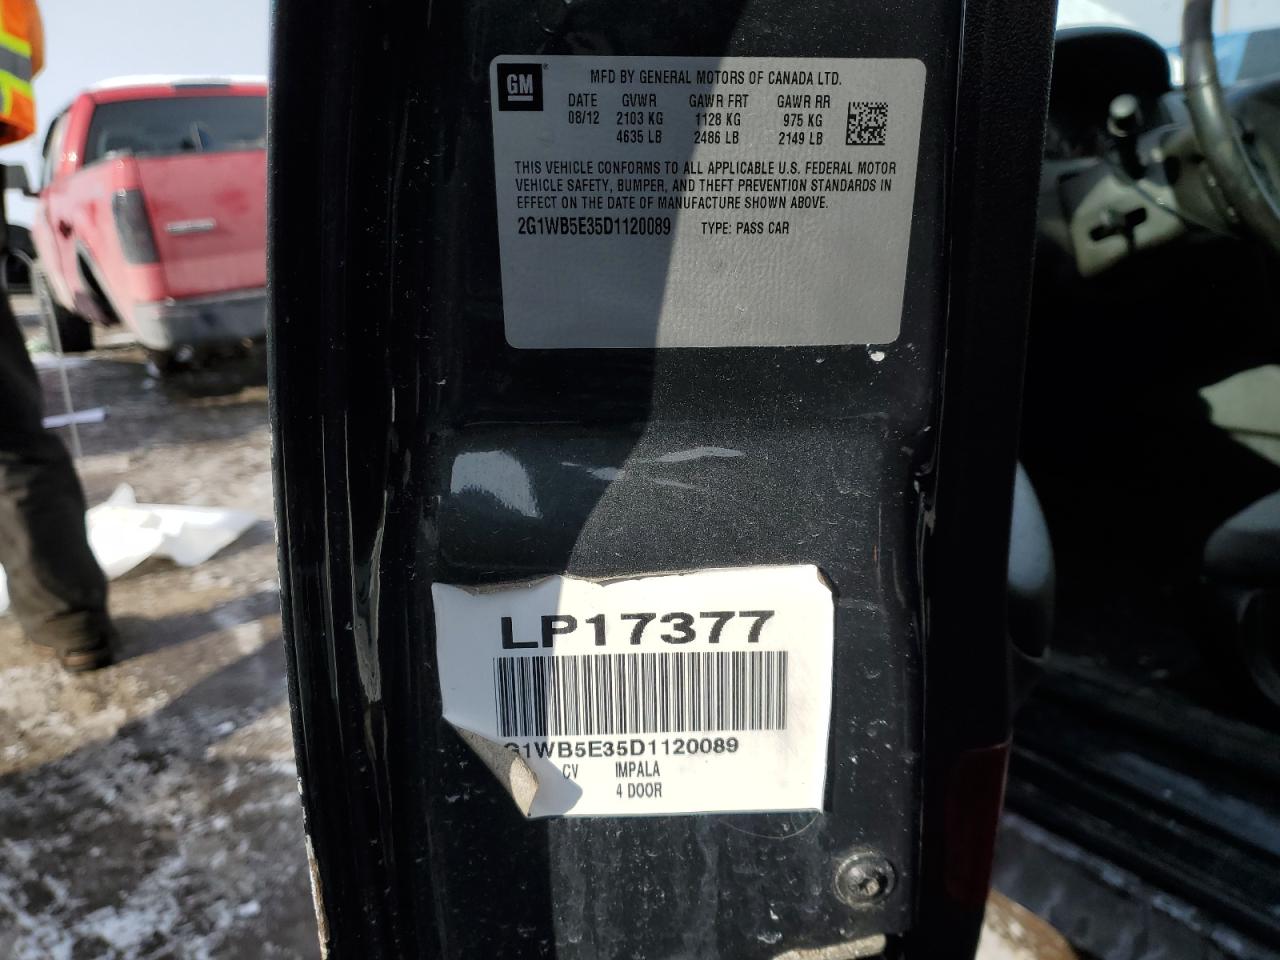 GM
MFD BY GENERAL MOTORS OF CANADA LTD.
DATE GVWR GAWR FRT GAWR RR
08/12 2103 KG 1128 KG 975 KG
4635 LB 2486 LB 2149 LB
THIS VEHICLE CONFORMS TO ALL APPLICABLE U.S. FEDERAL MOTOR
VEHICLE SAFETY, BUMPER, AND THEFT PREVENTION STANDARDS IN
EFFECT ON THE DATE OF MANUFACTURE SHOWN ABOVE.
2G1WB5E35D1120089 TYPE: PASS CAR
LP17377
G1WB5E35D1120089
CV IMPALA
4 DOOR